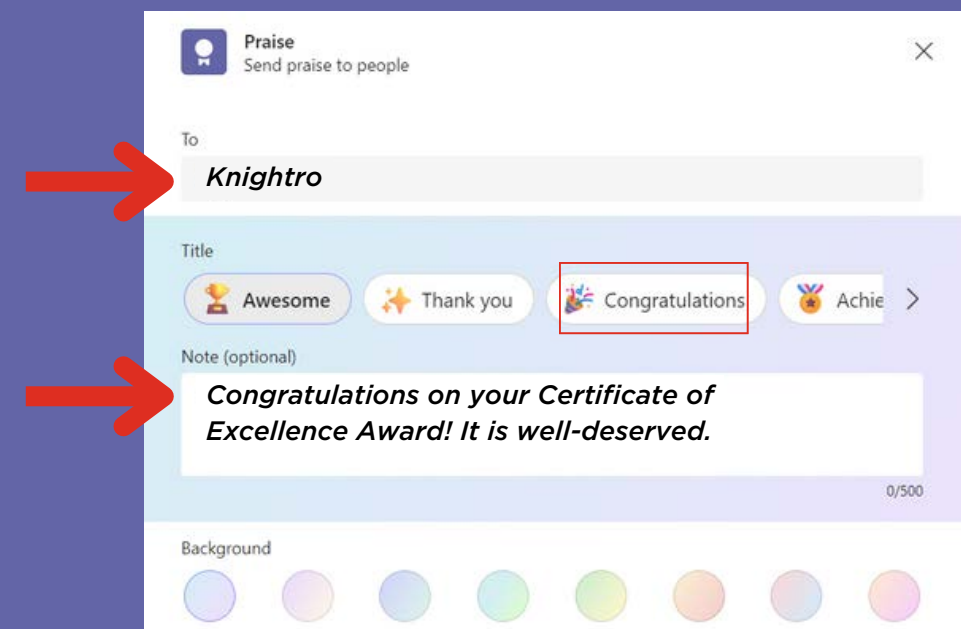 Praise
Send praise to people
To
Knightro
Title
Awesome Thank you Congratulations Achie
Note (optional)
Congratulations on your Certificate of
Excellence Award! It is well-deserved.
0/500
Background